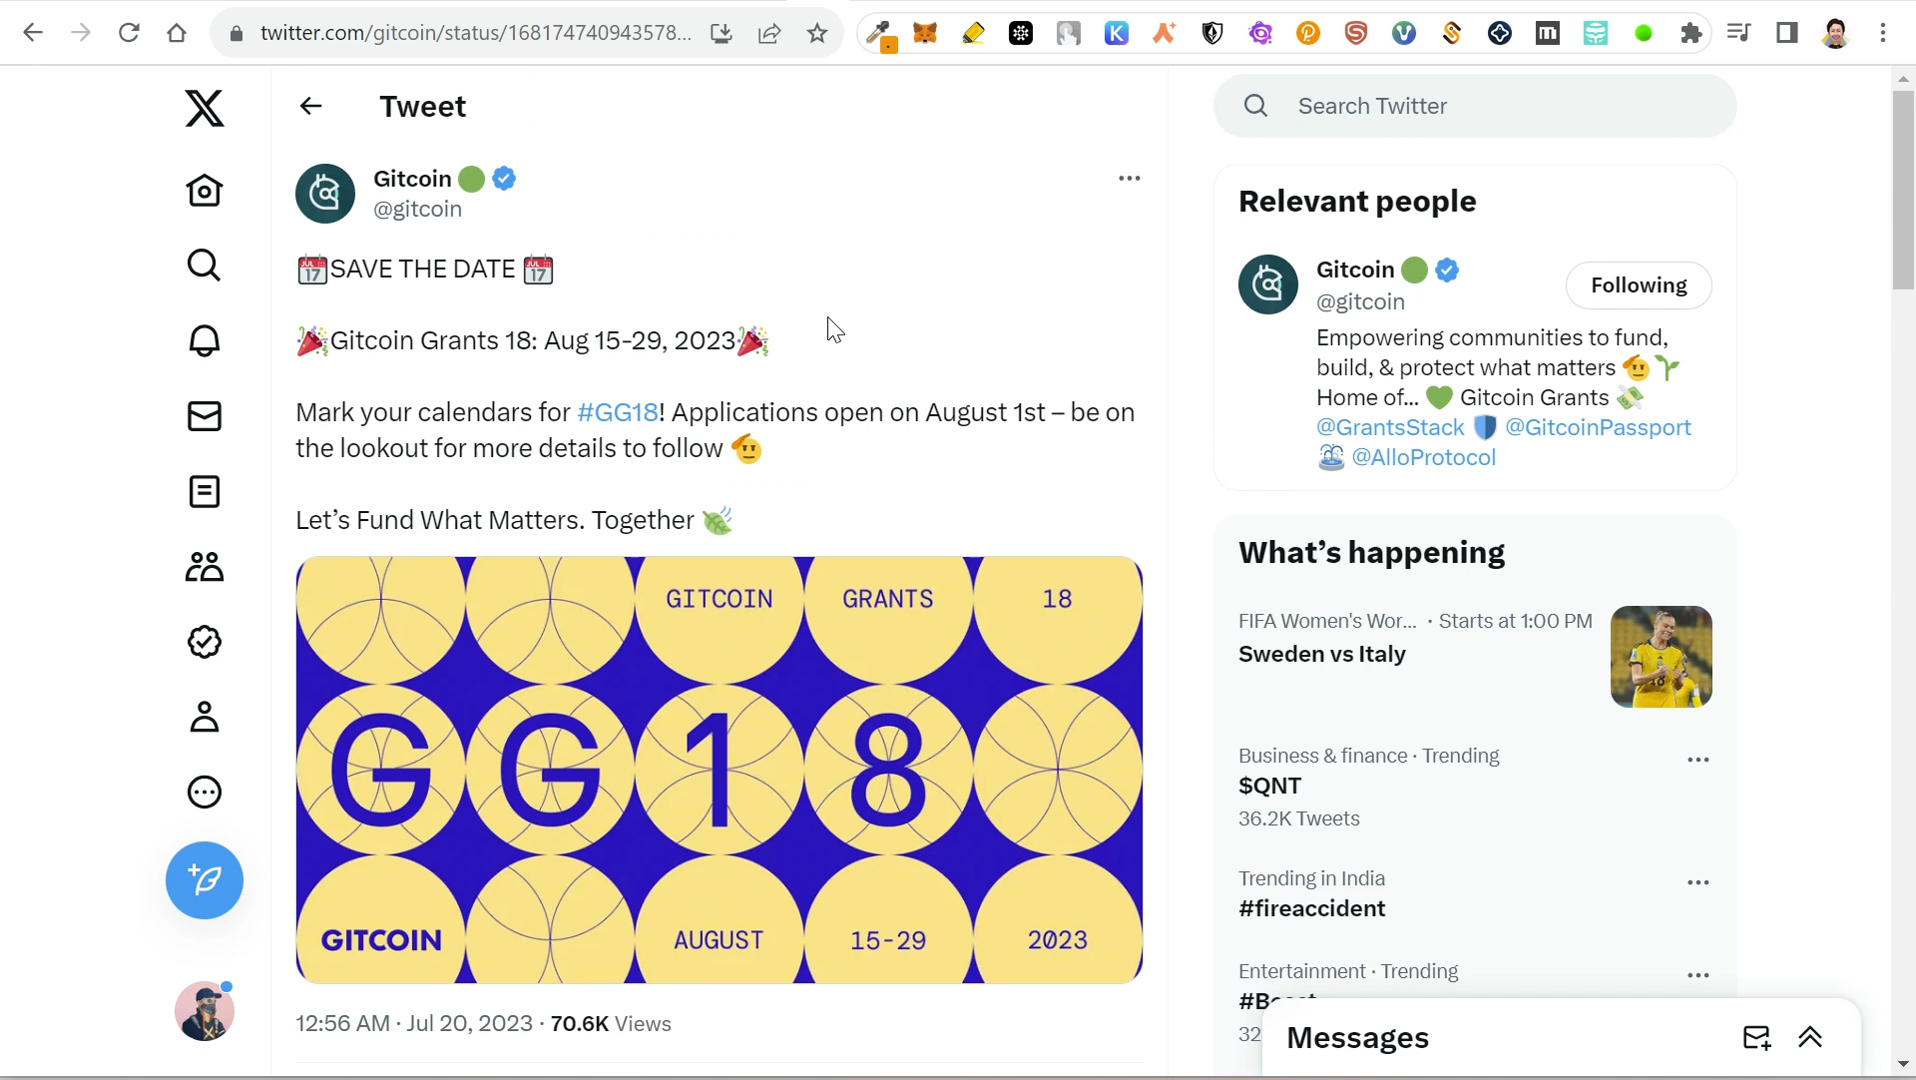 twitter.com/gitcoin/status/168174740943578...
Tweet
Search Twitter
Gitcoin
@gitcoin
SAVE THE DATE
Gitcoin Grants 18: Aug 15-29, 2023
Mark your calendars for #GG18! Applications open on August 1st – be on
the lookout for more details to follow
Let’s Fund What Matters. Together
GITCOIN GRANTS 18
GG18
GITCOIN AUGUST 15-29 2023
12:56 AM · Jul 20, 2023 · 70.6K Views
Relevant people
Gitcoin
@gitcoin
Following
Empowering communities to fund,
build, & protect what matters
Home of... Gitcoin Grants
@GrantsStack @GitcoinPassport
@AlloProtocol
What’s happening
FIFA Women's Wor... · Starts at 1:00 PM
Sweden vs Italy
Business & finance · Trending
$QNT
36.2K Tweets
Trending in India
#fireaccident
Entertainment · Trending
Messages